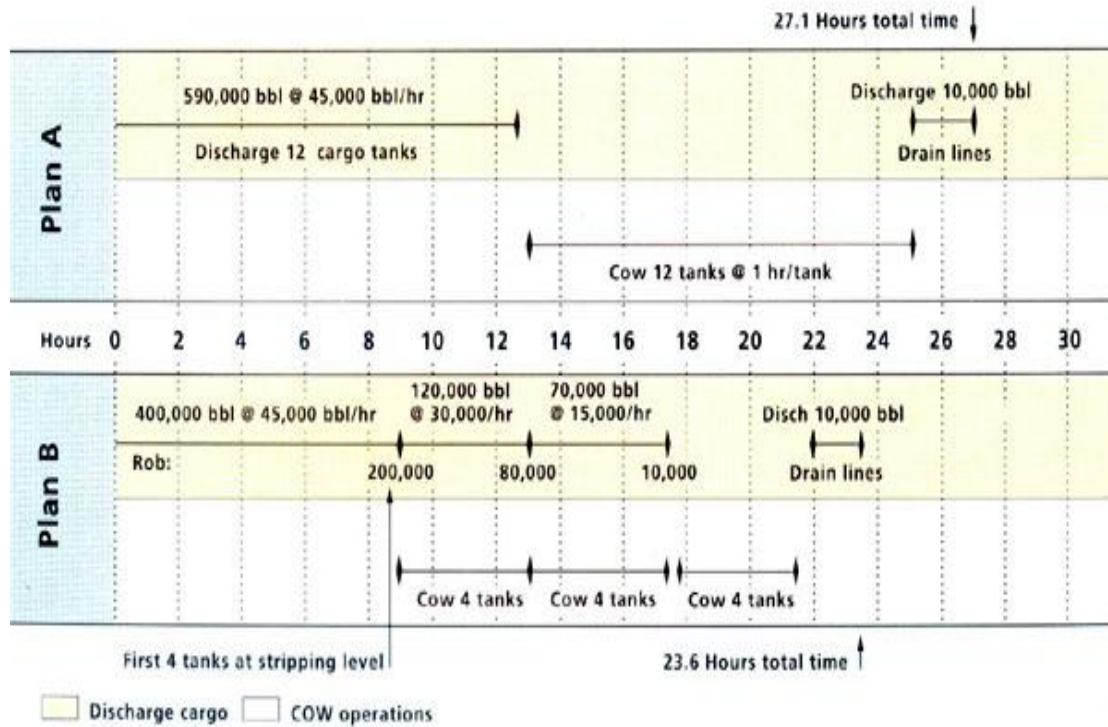 27.1 Hours total time
Plan A
590,000 bbl @ 45,000 bbl/hr
Discharge 12 cargo tanks
Discharge 10,000 bbl
Drain lines
Cow 12 tanks @ 1 hr/tank
Hours 0 2 4 6 8 10 12 14 16 18 20 22 24 26 28 30
Plan B
400,000 bbl @ 45,000 bbl/hr
120,000 bbl
@ 30,000/hr
70,000 bbl
@ 15,000/hr
Disch 10,000 bbl
Rob:
200,000
80,000
10,000
Drain lines
Cow 4 tanks
Cow 4 tanks
Cow 4 tanks
First 4 tanks at stripping level
23.6 Hours total time
Discharge cargo
COW operations